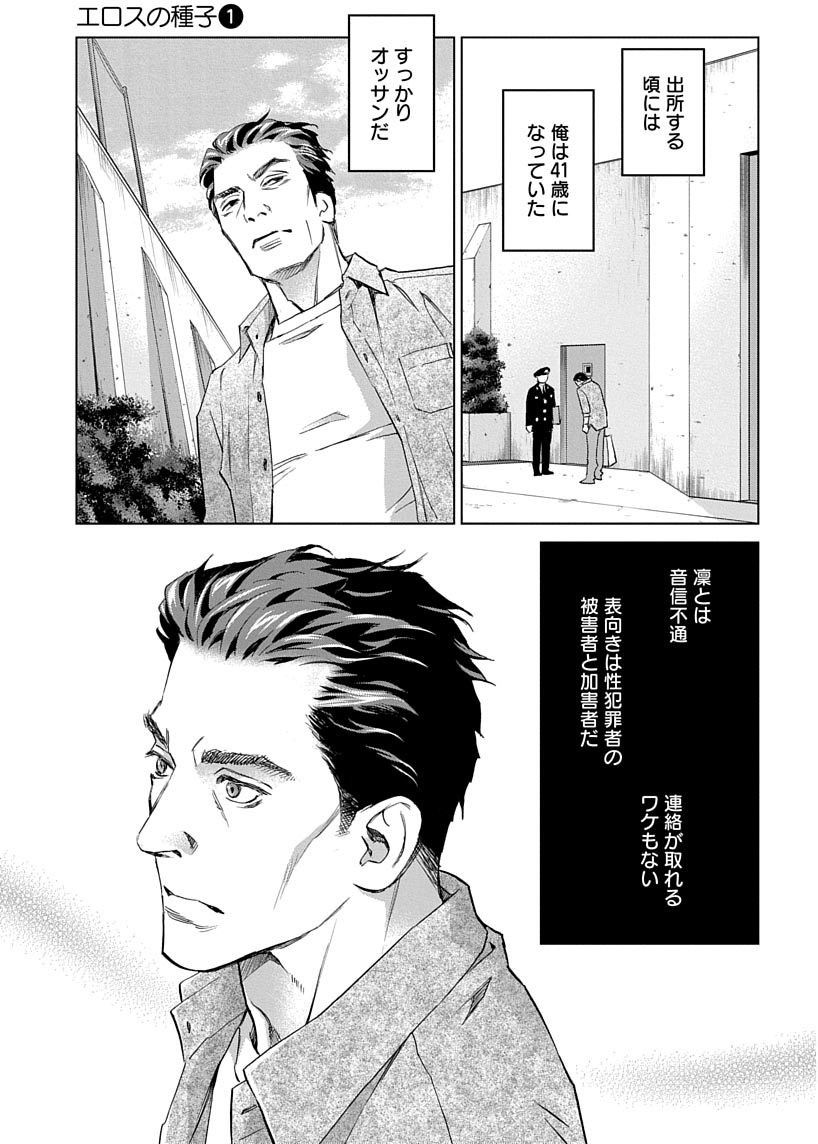 エロスの種子❶
出所する
頃には
俺は41歳に
なっていた
すっかり
オッサンだ
凜とは
音信不通
表向きは性犯罪者の
被害者と加害者だ
連絡が取れる
ワケもない